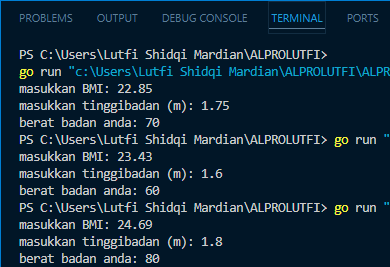 PROBLEMS OUTPUT DEBUG CONSOLE TERMINAL PORTS
PS C:\Users\Lutfi Shidqi Mardian\ALPROLUTFI>
go run "c:\Users\Lutfi Shidqi Mardian\ALPROLUTFI\ALPR
masukkan BMI: 22.85
masukkan tinggibadan (m): 1.75
berat badan anda: 70
PS C:\Users\Lutfi Shidqi Mardian\ALPROLUTFI> go run "
masukkan BMI: 23.43
masukkan tinggibadan (m): 1.6
berat badan anda: 60
PS C:\Users\Lutfi Shidqi Mardian\ALPROLUTFI> go run "
masukkan BMI: 24.69
masukkan tinggibadan (m): 1.8
berat badan anda: 80